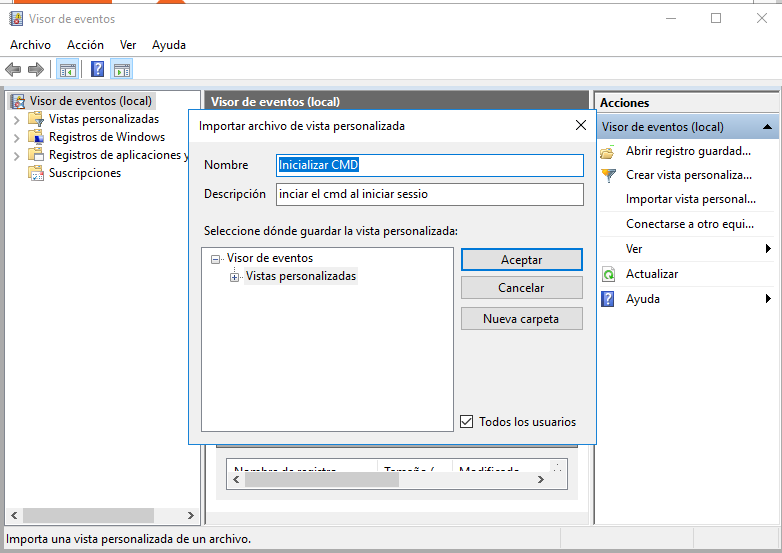 Visor de eventos
Archivo Acción Ver Ayuda
Visor de eventos (local)
Vistas personalizadas
Registros de Windows
Registros de aplicaciones y
Suscripciones
Visor de eventos (local)
Importar archivo de vista personalizada
Nombre Inicializar CMD
Descripción inciar el cmd al iniciar sessio
Seleccione dónde guardar la vista personalizada:
Visor de eventos
Vistas personalizadas
Aceptar
Cancelar
Nueva carpeta
Todos los usuarios
Nombre de registro Tamaño ( Modificado
Acciones
Visor de eventos (local)
Abrir registro guardad...
Crear vista personaliza...
Importar vista personal...
Conectarse a otro equi...
Ver
Actualizar
Ayuda
Importa una vista personalizada de un archivo.